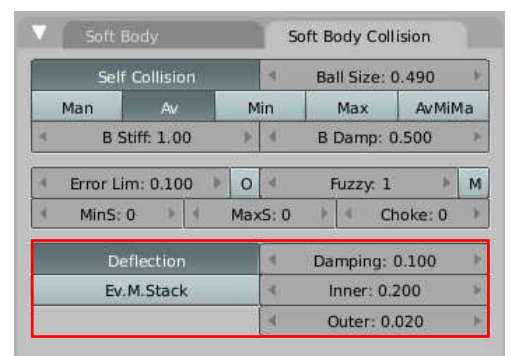 Soft Body Soft Body Collision
Self Collision Ball Size: 0.490
Man Av Min Max AvMiMa
B Stiff: 1.00 B Damp: 0.500
Error Lim: 0.100 O Fuzzy: 1 M
MinS: 0 MaxS: 0 Choke: 0
Deflection Damping: 0.100
Ev.M.Stack Inner: 0.200
Outer: 0.020